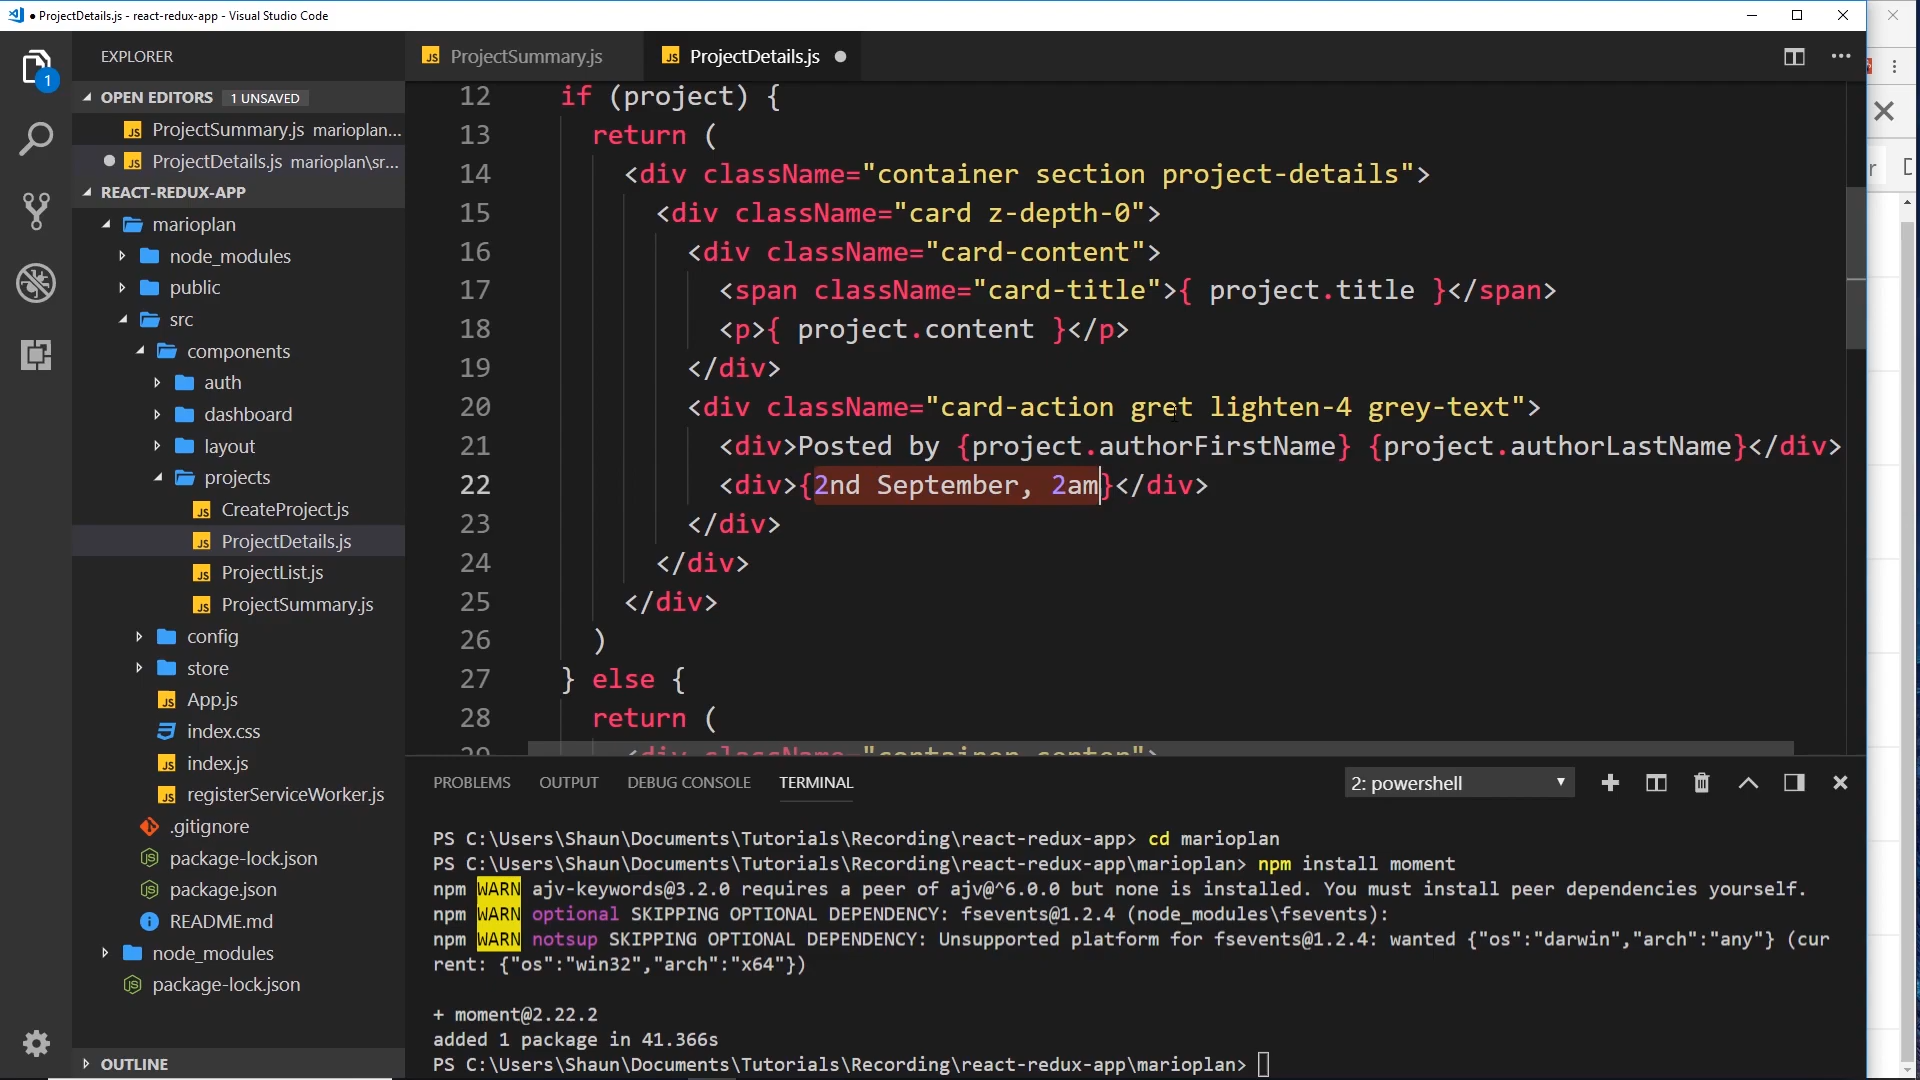 ProjectDetails.js - react-redux-app - Visual Studio Code
EXPLORER
OPEN EDITORS 1 UNSAVED
ProjectSummary.js marioplan...
ProjectDetails.js marioplan\sr...
REACT-REDUX-APP
marioplan
node_modules
public
src
components
auth
dashboard
layout
projects
CreateProject.js
ProjectDetails.js
ProjectList.js
ProjectSummary.js
config
store
App.js
index.css
index.js
registerServiceWorker.js
.gitignore
package-lock.json
package.json
README.md
node_modules
package-lock.json
OUTLINE
1
ProjectSummary.js
ProjectDetails.js
12 if (project) {
13 return (
14 <div className="container section project-details">
15 <div className="card z-depth-0">
16 <div className="card-content">
17 <span className="card-title">{ project.title }</span>
18 <p>{ project.content }</p>
19 </div>
20 <div className="card-action gret lighten-4 grey-text">
21 <div>Posted by {project.authorFirstName} {project.authorLastName}</div>
22 <div>{2nd September, 2am}</div>
23 </div>
24 </div>
25 </div>
26 )
27 } else {
28 return (
29 <div className="container center">
PROBLEMS OUTPUT DEBUG CONSOLE TERMINAL
2: powershell
PS C:\Users\Shaun\Documents\Tutorials\Recording\react-redux-app> cd marioplan
PS C:\Users\Shaun\Documents\Tutorials\Recording\react-redux-app\marioplan> npm install moment
npm WARN ajv-keywords@3.2.0 requires a peer of ajv@^6.0.0 but none is installed. You must install peer dependencies yourself.
npm WARN optional SKIPPING OPTIONAL DEPENDENCY: fsevents@1.2.4 (node_modules\fsevents):
npm WARN notsup SKIPPING OPTIONAL DEPENDENCY: Unsupported platform for fsevents@1.2.4: wanted {"os":"darwin","arch":"any"} (cur
rent: {"os":"win32","arch":"x64"})
+ moment@2.22.2
added 1 package in 41.366s
PS C:\Users\Shaun\Documents\Tutorials\Recording\react-redux-app\marioplan>